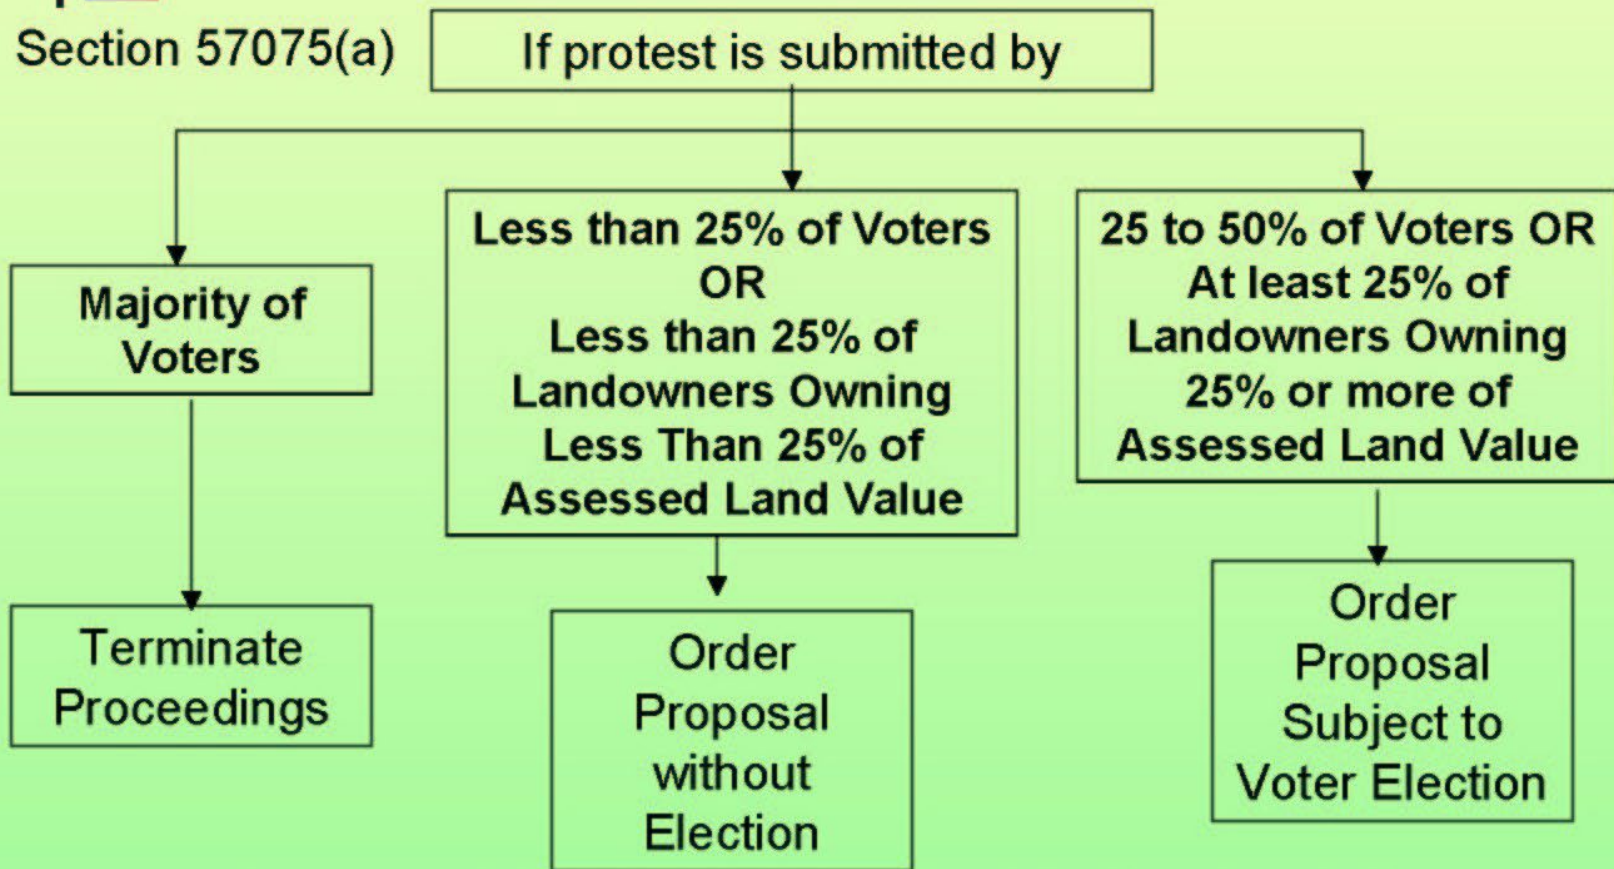 Section 57075(a)
If protest is submitted by
Majority of
Voters
Less than 25% of Voters
OR
Less than 25% of
Landowners Owning
Less Than 25% of
Assessed Land Value
25 to 50% of Voters OR
At least 25% of
Landowners Owning
25% or more of
Assessed Land Value
Terminate
Proceedings
Order
Proposal
without
Election
Order
Proposal
Subject to
Voter Election